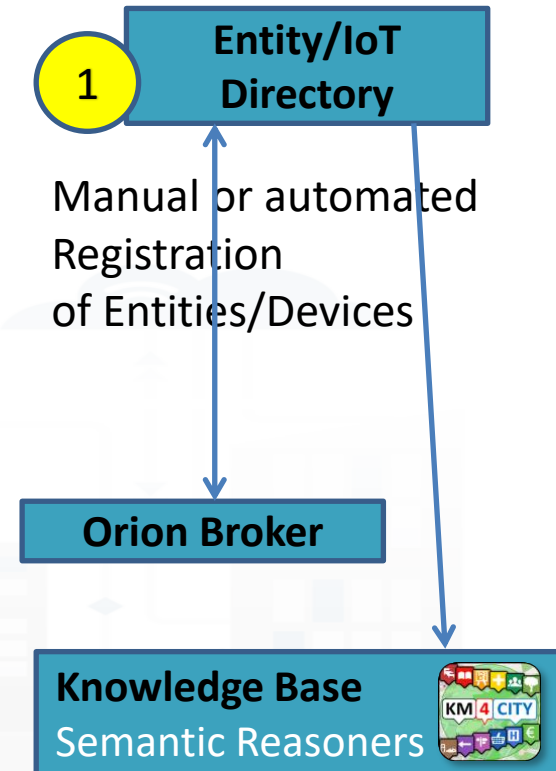 Entity/IoT
Directory
1
Manual or automated
Registration
of Entities/Devices
Orion Broker
Knowledge Base
Semantic Reasoners
KM 4 CITY